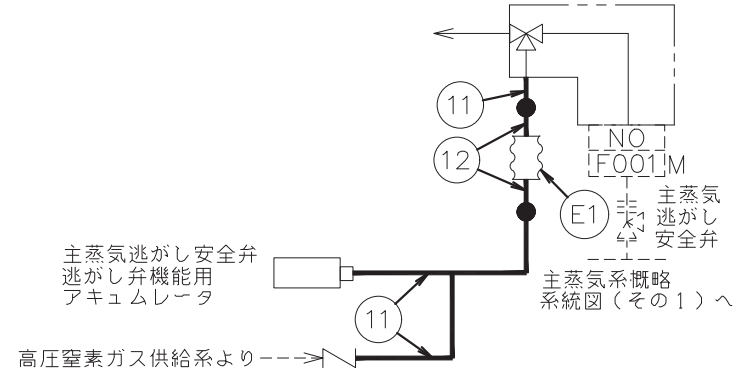 11
12
NO
F001 M
E1
主蒸気
逃がし
安全弁
主蒸気逃がし安全弁
逃がし弁機能用
アキュムレータ
主蒸気系概略
系統図(その1)へ
11
高圧窒素ガス供給系より